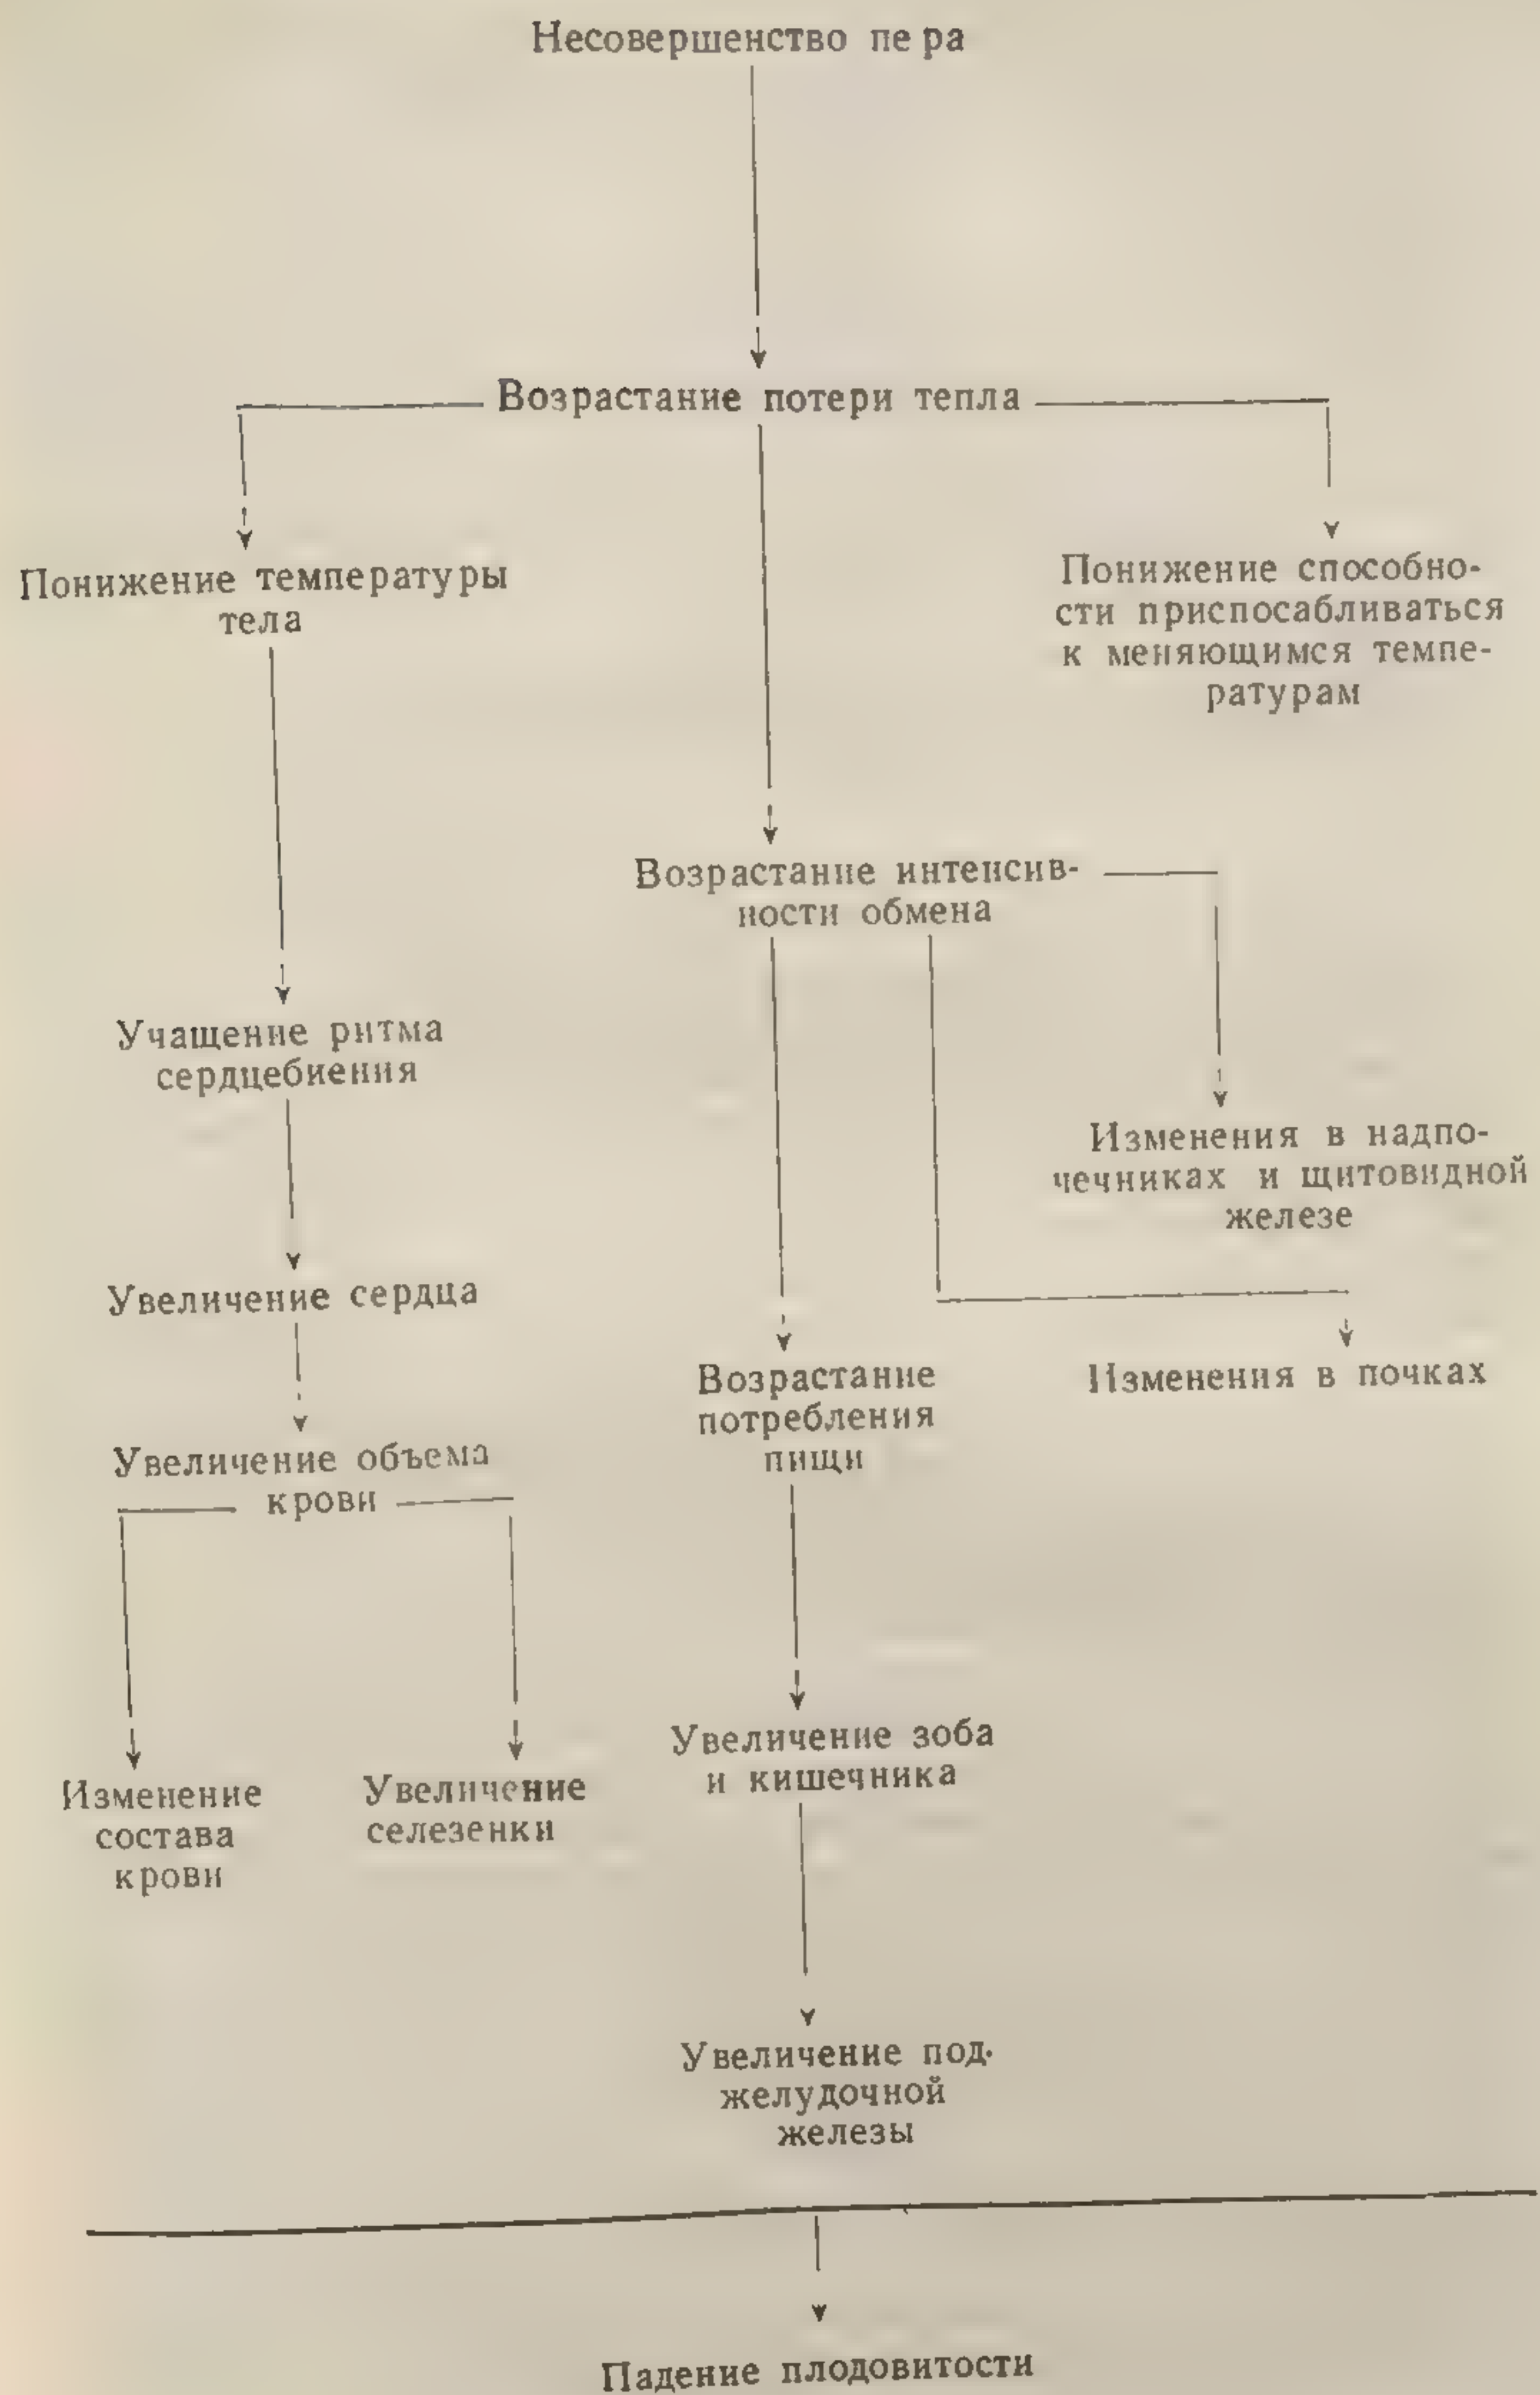 Несовершенство пера
Возрастание потери тепла
Понижение температуры
тела
Понижение способно-
сти приспосабливаться
к меняющимся темпе-
ратурам
Возрастание интенсив-
ности обмена
Учащение ритма
сердцебиения
Изменения в надпо-
чечниках и щитовидной
железе
Увеличение сердца
Возрастание
потребления
пищи
Изменения в почках
Увеличение объема
крови
Увеличение зоба
и кишечника
Изменение
состава
крови
Увеличение
селезенки
Увеличение под-
желудочной
железы
Падение плодовитости